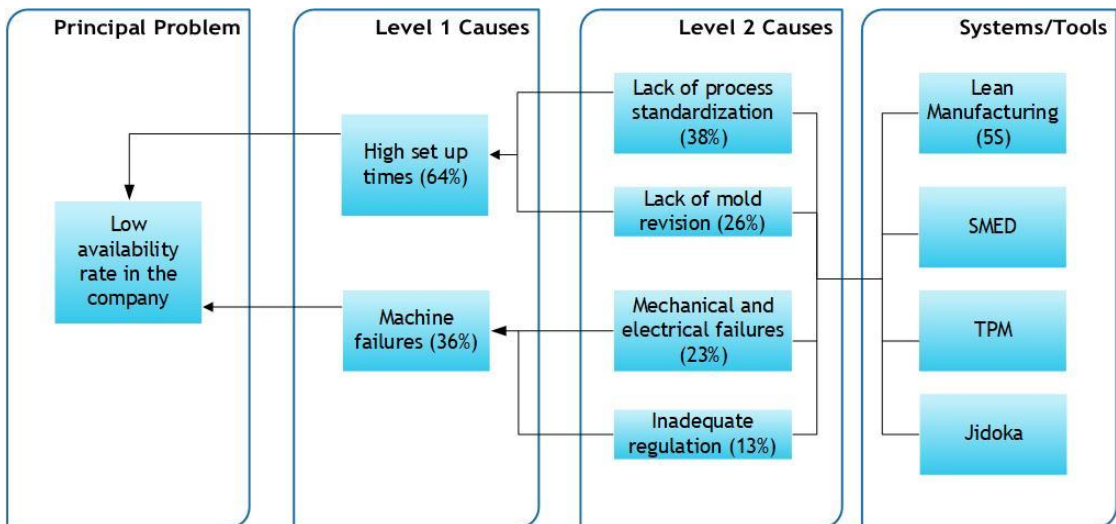 Principal Problem
Level 1 Causes
Level 2 Causes
Systems/Tools
Low
availability
rate in the
company
High set up
times (64%)
Machine
failures (36%)
Lack of process
standardization
(38%)
Lack of mold
revision (26%)
Mechanical and
electrical failures
(23%)
Inadequate
regulation (13%)
Lean
Manufacturing
(5S)
SMED
TPM
Jidoka